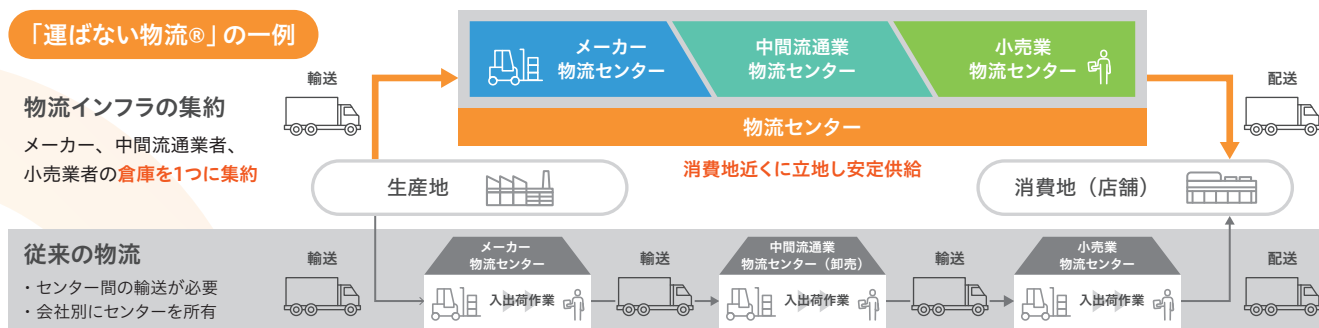 「運ばない物流®」の一例
物流インフラの集約
メーカー、中間流通業者、
小売業者の倉庫を1つに集約
輸送
メーカー
物流センター
中間流通業
物流センター
小売業
物流センター
物流センター
配送
生産地
消費地近くに立地し安定供給
消費地（店舗）
従来の物流
・センター間の輸送が必要
・会社別にセンターを所有
輸送
メーカー
物流センター
入出荷作業
輸送
中間流通業
物流センター（卸売）
入出荷作業
輸送
小売業
物流センター
入出荷作業
配送